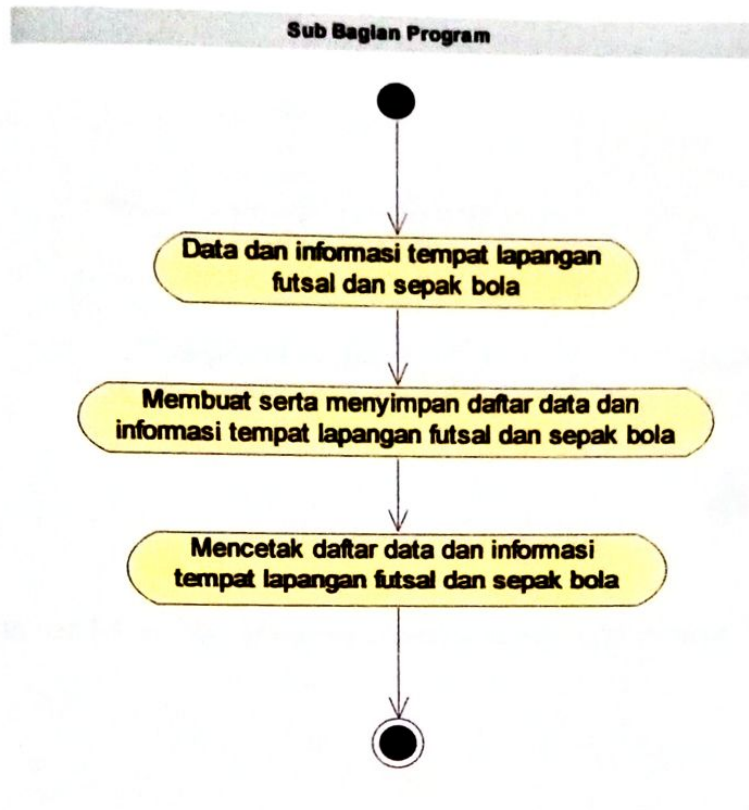 Sub Bagian Program
Data dan informasi tempat lapangan
futsal dan sepak bola
Membuat serta menyimpan daftar data dan
informasi tempat lapangan futsal dan sepak bola
Mencetak daftar data dan informasi
tempat lapangan futsal dan sepak bola